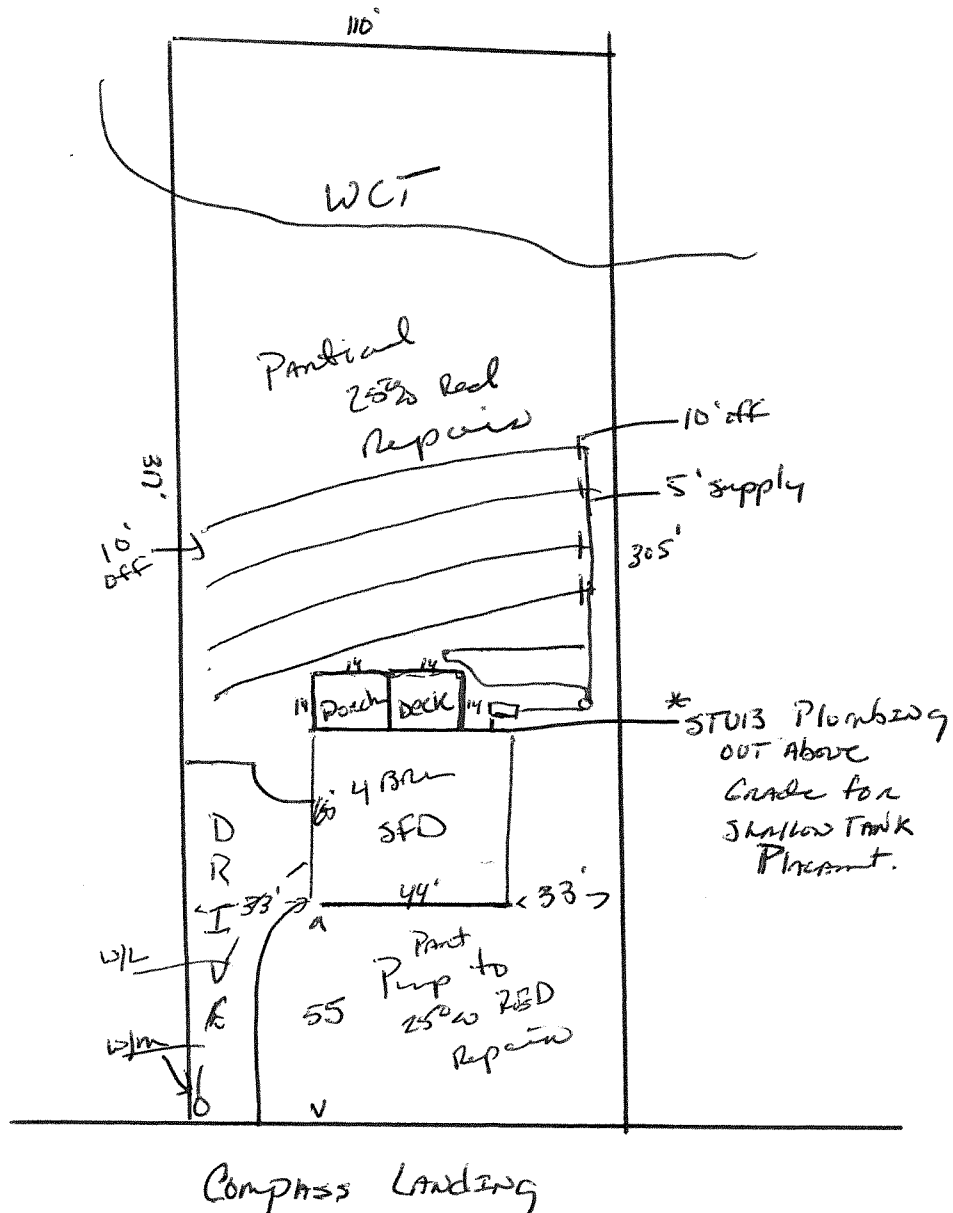 110'
WCT
Partial
25% Red
Repair
10' off
5' supply
10'
off
305'
14
14
14
Porch
Deck
14
* STUB Plumbing
OUT Above
Grade for
Shallow TANK
Placement.
4 BRM
SFD
DRIVE
33'
44'
33'
W/L
Part
Pump to
25% RED
Repair
55
W/M
Compass Landing